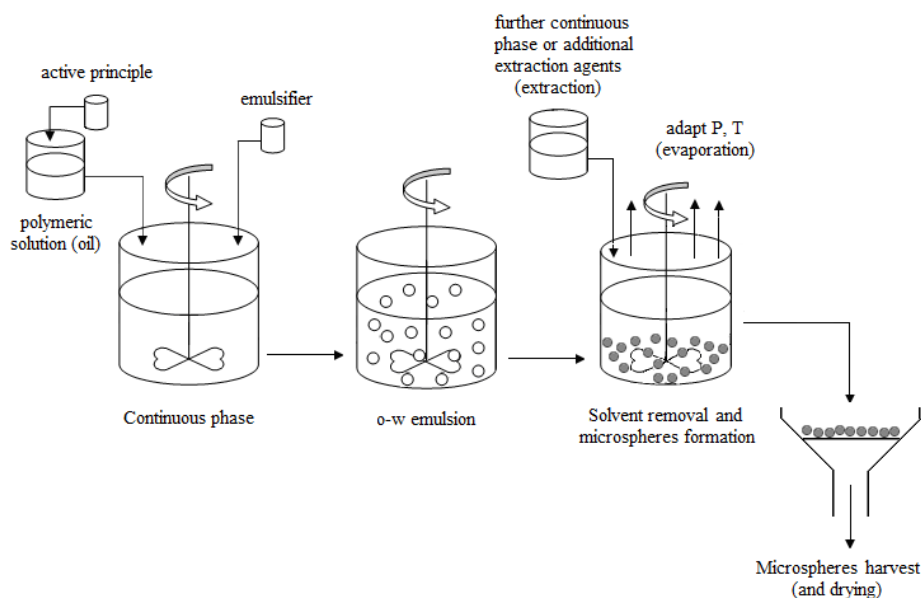 active principle
emulsifier
polymeric
solution (oil)
Continuous phase
o-w emulsion
further continuous
phase or additional
extraction agents
(extraction)
adapt P, T
(evaporation)
Solvent removal and
microspheres formation
Microspheres harvest
(and drying)